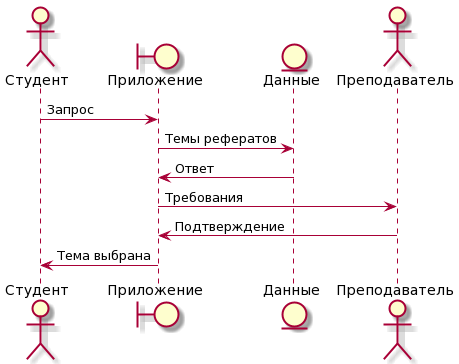 Студент Приложение Данные Преподаватель
Запрос
Темы рефератов
Ответ
Требования
Подтверждение
Тема выбрана
Студент Приложение Данные Преподаватель